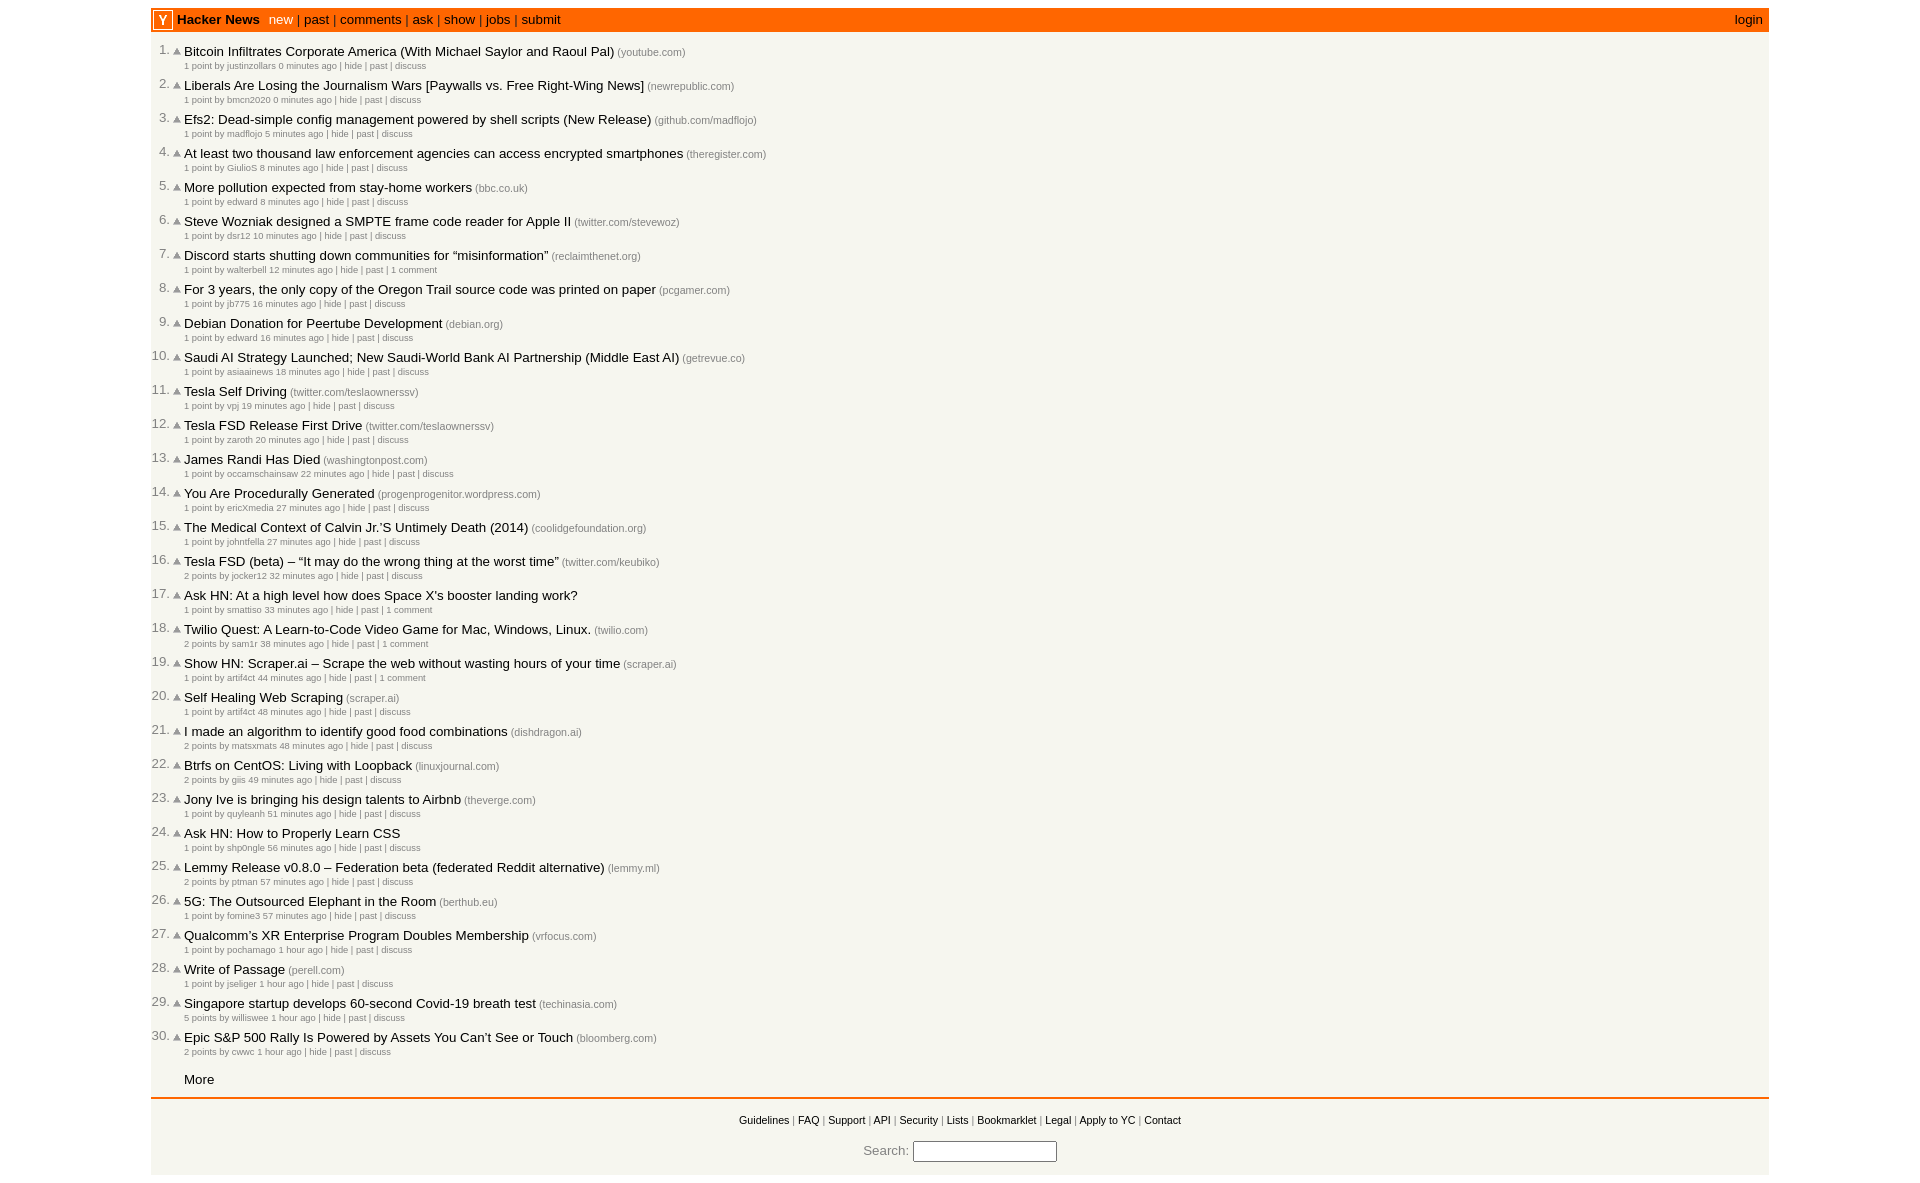 Y Hacker News new | past | comments | ask | show | jobs | submit login
1. Bitcoin Infiltrates Corporate America (With Michael Saylor and Raoul Pal) (youtube.com)
1 point by justinzollars 0 minutes ago | hide | past | discuss
2. Liberals Are Losing the Journalism Wars [Paywalls vs. Free Right-Wing News] (newrepublic.com)
1 point by bmcn2020 0 minutes ago | hide | past | discuss
3. Efs2: Dead-simple config management powered by shell scripts (New Release) (github.com/madflojo)
1 point by madflojo 5 minutes ago | hide | past | discuss
4. At least two thousand law enforcement agencies can access encrypted smartphones (theregister.com)
1 point by GiulioS 8 minutes ago | hide | past | discuss
5. More pollution expected from stay-home workers (bbc.co.uk)
1 point by edward 8 minutes ago | hide | past | discuss
6. Steve Wozniak designed a SMPTE frame code reader for Apple II (twitter.com/stevewoz)
1 point by dsr12 10 minutes ago | hide | past | discuss
7. Discord starts shutting down communities for “misinformation” (reclaimthenet.org)
1 point by walterbell 12 minutes ago | hide | past | 1 comment
8. For 3 years, the only copy of the Oregon Trail source code was printed on paper (pcgamer.com)
1 point by jb775 16 minutes ago | hide | past | discuss
9. Debian Donation for Peertube Development (debian.org)
1 point by edward 16 minutes ago | hide | past | discuss
10. Saudi AI Strategy Launched; New Saudi-World Bank AI Partnership (Middle East AI) (getrevue.co)
1 point by asiaainews 18 minutes ago | hide | past | discuss
11. Tesla Self Driving (twitter.com/teslaownerssv)
1 point by vpj 19 minutes ago | hide | past | discuss
12. Tesla FSD Release First Drive (twitter.com/teslaownerssv)
1 point by zaroth 20 minutes ago | hide | past | discuss
13. James Randi Has Died (washingtonpost.com)
1 point by occamschainsaw 22 minutes ago | hide | past | discuss
14. You Are Procedurally Generated (progenprogenitor.wordpress.com)
1 point by ericXmedia 27 minutes ago | hide | past | discuss
15. The Medical Context of Calvin Jr.’S Untimely Death (2014) (coolidgefoundation.org)
1 point by johntfella 27 minutes ago | hide | past | discuss
16. Tesla FSD (beta) – “It may do the wrong thing at the worst time” (twitter.com/keubiko)
2 points by jocker12 32 minutes ago | hide | past | discuss
17. Ask HN: At a high level how does Space X's booster landing work?
1 point by smattiso 33 minutes ago | hide | past | 1 comment
18. Twilio Quest: A Learn-to-Code Video Game for Mac, Windows, Linux. (twilio.com)
2 points by sam1r 38 minutes ago | hide | past | 1 comment
19. Show HN: Scraper.ai – Scrape the web without wasting hours of your time (scraper.ai)
1 point by artif4ct 44 minutes ago | hide | past | 1 comment
20. Self Healing Web Scraping (scraper.ai)
1 point by artif4ct 48 minutes ago | hide | past | discuss
21. I made an algorithm to identify good food combinations (dishdragon.ai)
2 points by matsxmats 48 minutes ago | hide | past | discuss
22. Btrfs on CentOS: Living with Loopback (linuxjournal.com)
2 points by giis 49 minutes ago | hide | past | discuss
23. Jony Ive is bringing his design talents to Airbnb (theverge.com)
1 point by quyleanh 51 minutes ago | hide | past | discuss
24. Ask HN: How to Properly Learn CSS
1 point by shp0ngle 56 minutes ago | hide | past | discuss
25. Lemmy Release v0.8.0 – Federation beta (federated Reddit alternative) (lemmy.ml)
2 points by ptman 57 minutes ago | hide | past | discuss
26. 5G: The Outsourced Elephant in the Room (berthub.eu)
1 point by fomine3 57 minutes ago | hide | past | discuss
27. Qualcomm’s XR Enterprise Program Doubles Membership (vrfocus.com)
1 point by pochamago 1 hour ago | hide | past | discuss
28. Write of Passage (perell.com)
1 point by jseliger 1 hour ago | hide | past | discuss
29. Singapore startup develops 60-second Covid-19 breath test (techinasia.com)
5 points by williswee 1 hour ago | hide | past | discuss
30. Epic S&P 500 Rally Is Powered by Assets You Can’t See or Touch (bloomberg.com)
2 points by cwwc 1 hour ago | hide | past | discuss
More
Guidelines | FAQ | Support | API | Security | Lists | Bookmarklet | Legal | Apply to YC | Contact
Search: